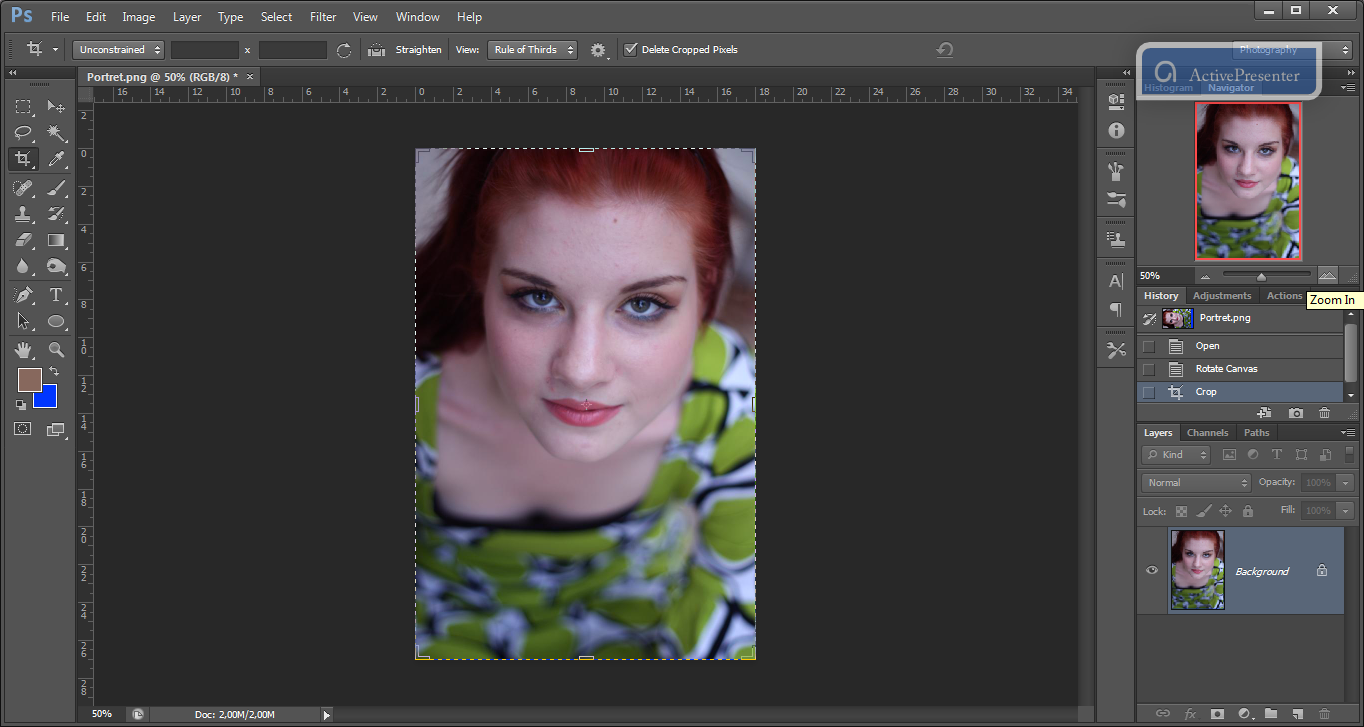 Ps File Edit Image Layer Type Select Filter View Window Help
Unconstrained x Straighten View: Rule of Thirds Delete Cropped Pixels Photography
ActivePresenter
Portret.png @ 50% (RGB/8) * ×
Histogram Navigator
16 14 12 10 8 6 4 2 0 2 4 6 8 10 12 14 16 18 20 22 24 26 28 30 32 34
2
0
2
4
6
8
10
12
14
16
18
20
22
24
26
28
50%
Zoom In
History Adjustments Actions
Portret.png
Open
Rotate Canvas
Crop
Layers Channels Paths
Kind
Normal Opacity: 100%
Lock: Fill: 100%
Background
50% Doc: 2,00M/2,00M